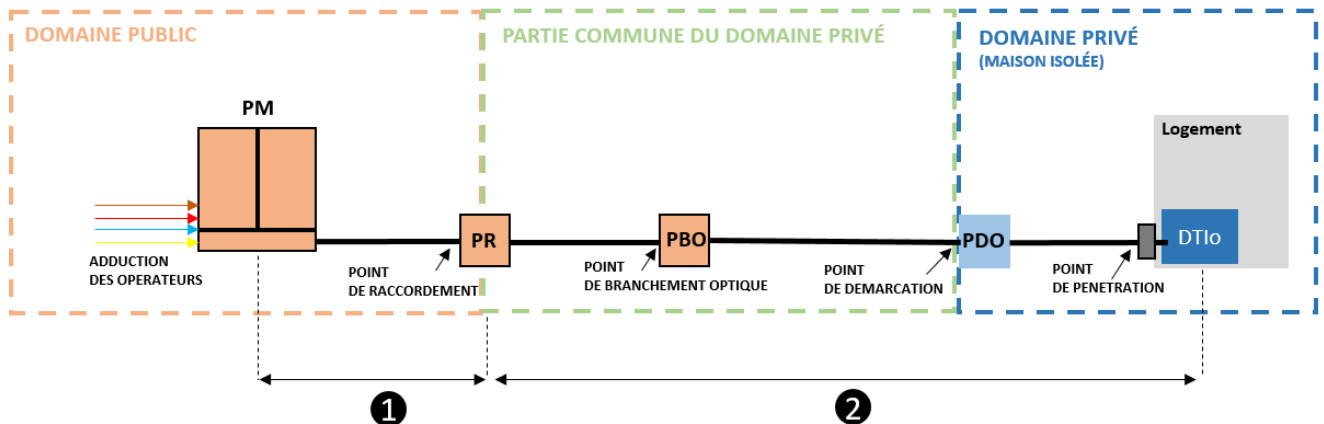 DOMAINE PUBLIC
PARTIE COMMUNE DU DOMAINE PRIVÉ
DOMAINE PRIVÉ
(MAISON ISOLÉE)
PM
Logement
PR
PBO
PDO
DTIo
ADDUCTION
DES OPERATEURS
POINT
DE RACCORDEMENT
POINT
DE BRANCHEMENT OPTIQUE
POINT
DE DEMARCATION
POINT
DE PENETRATION
1
2